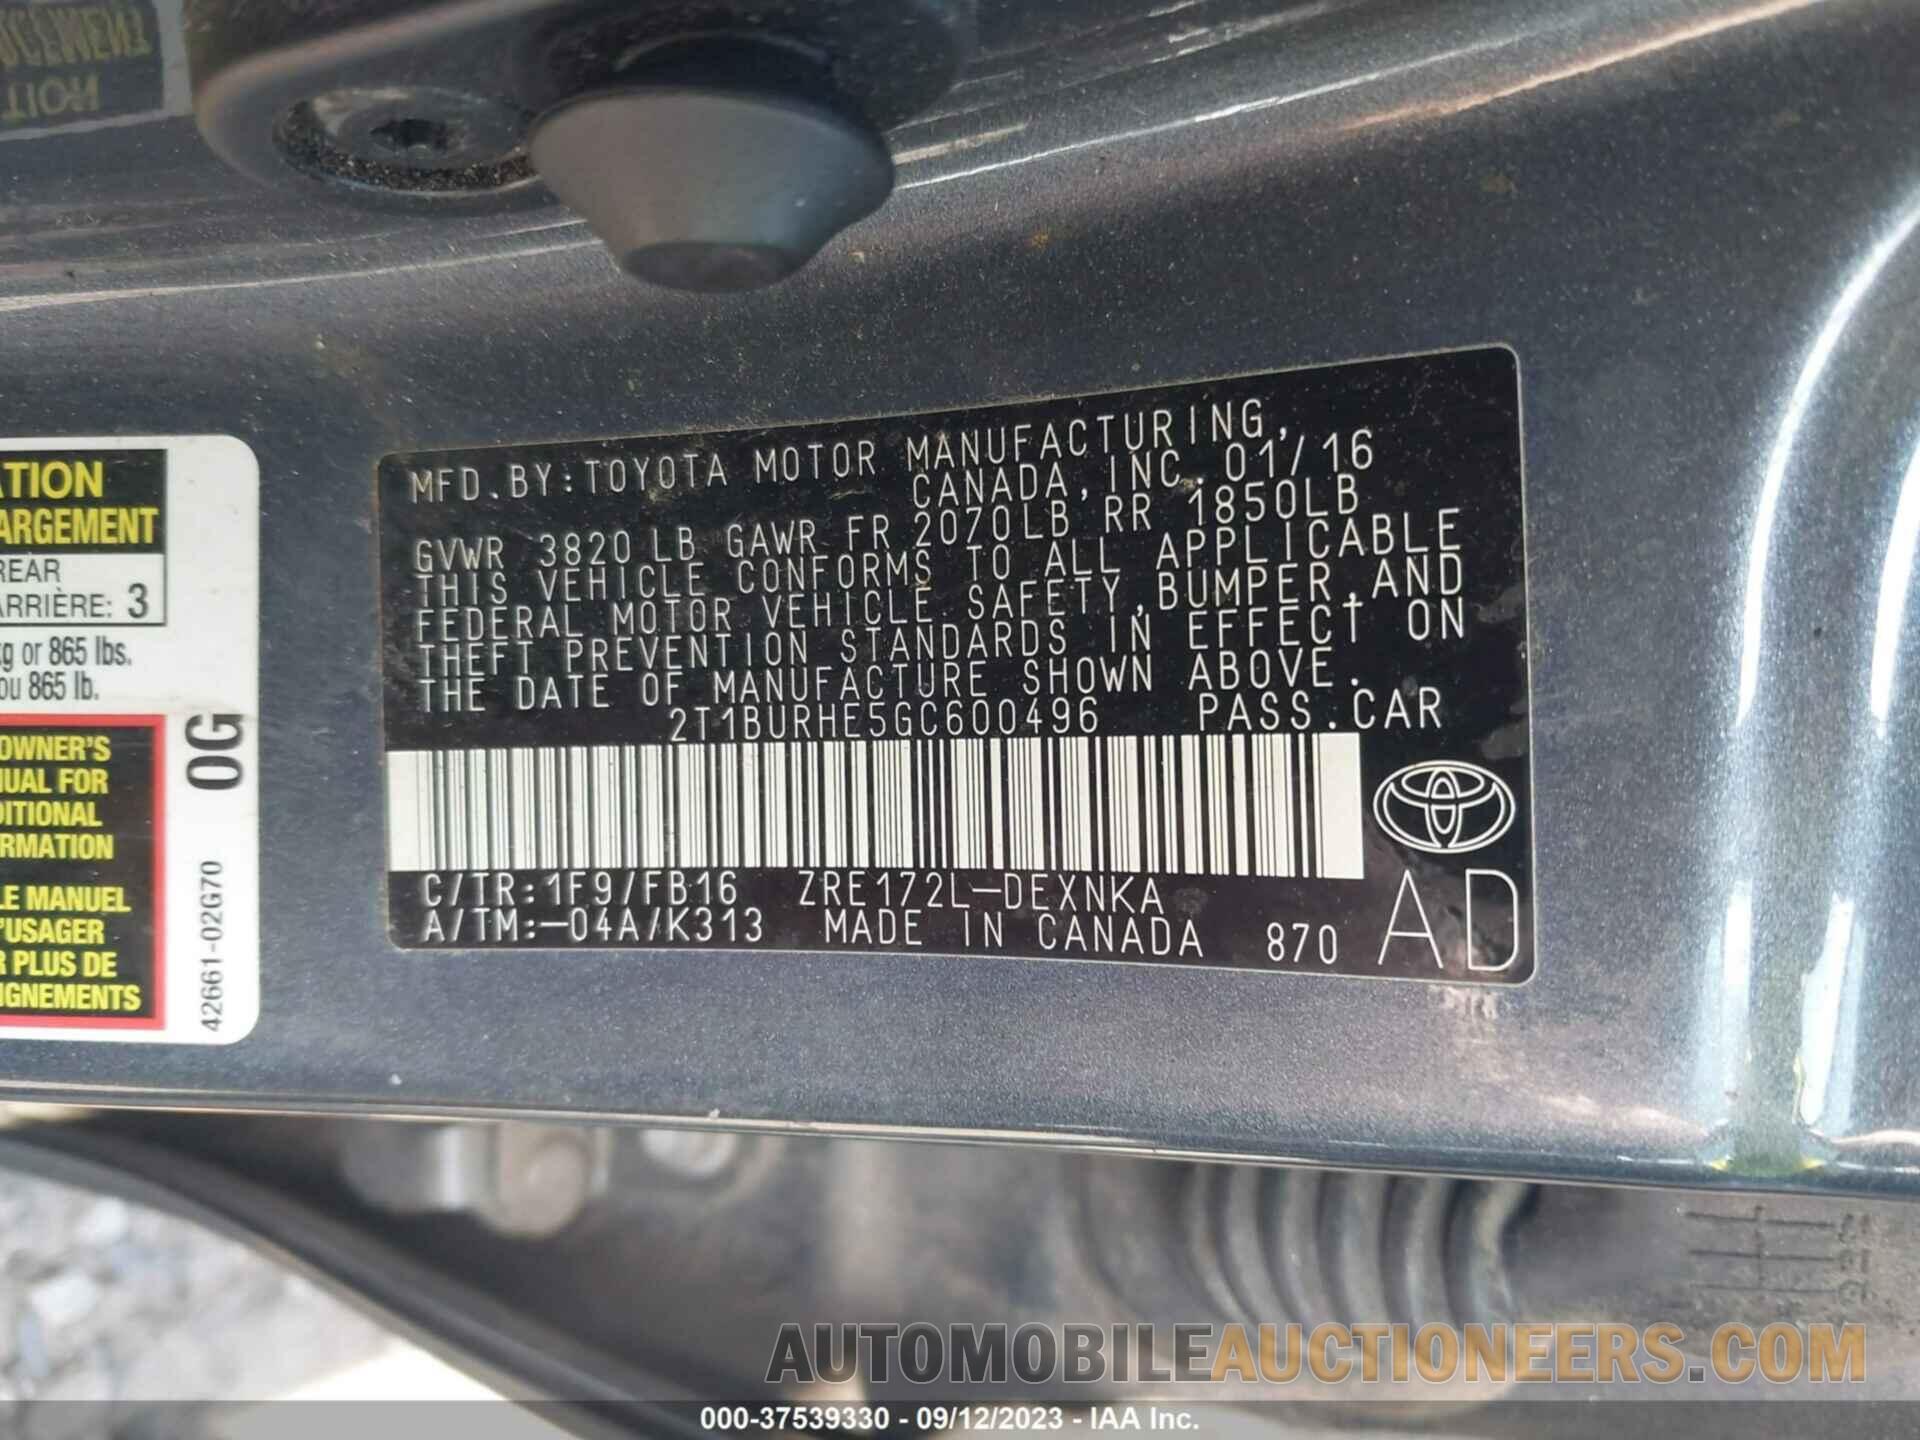 ATION
ARGEMENT
REAR
ARRIÈRE: 3
kg or 865 lbs.
ou 865 lb.
OWNER'S
UAL FOR
DITIONAL
RMATION
LE MANUEL
'USAGER
R PLUS DE
IGNEMENTS
0G
42661-02G70
MFD.BY:TOYOTA MOTOR MANUFACTURING,
CANADA,INC.01/16
GVWR 3820LB GAWR FR 2070LB RR 1850LB
THIS VEHICLE CONFORMS TO ALL APPLICABLE
FEDERAL MOTOR VEHICLE SAFETY,BUMPER,AND
THEFT PREVENTION STANDARDS IN EFFECT ON
THE DATE OF MANUFACTURE SHOWN ABOVE.
2T1BURHE5GC600496 PASS.CAR
C/TR:1F9/FB16 ZRE172L-DEXNKA
A/TM:-04A/K313 MADE IN CANADA 870 AD
AUTOMOBILEAUCTIONEERS.COM
000-37539330 - 09/12/2023 - IAA Inc.